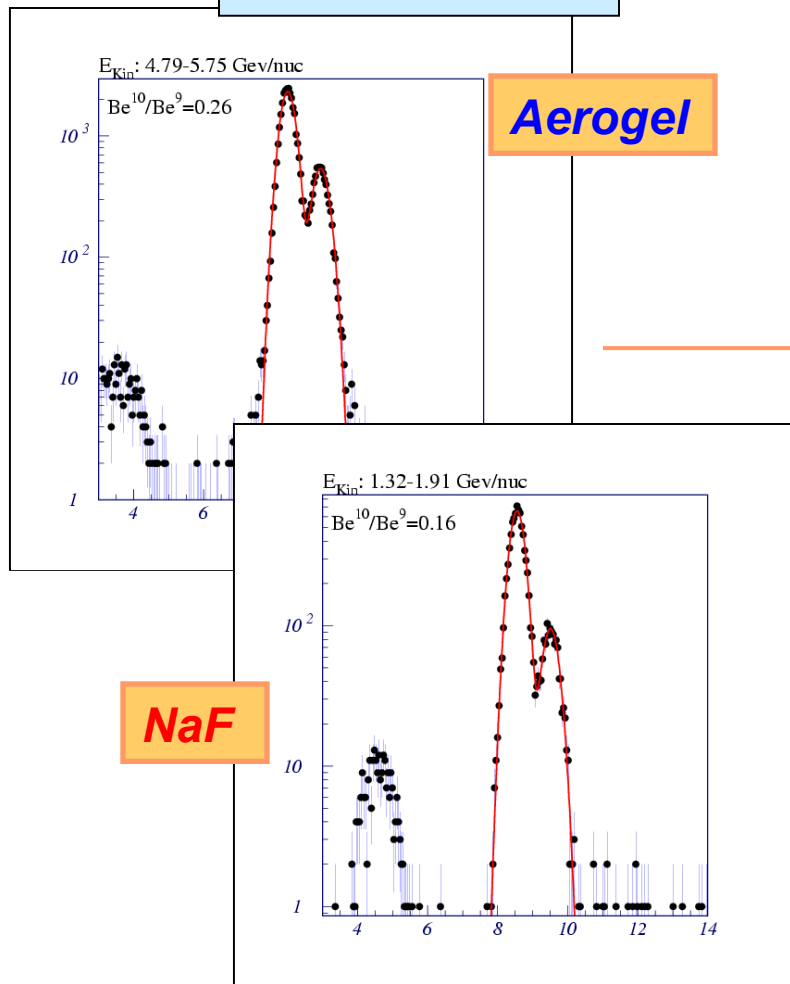 E_Kin: 4.79-5.75 Gev/nuc
Be^10/Be^9=0.26
Aerogel
10^3
10^2
10
1
4
6
E_Kin: 1.32-1.91 Gev/nuc
Be^10/Be^9=0.16
10^2
NaF
10
1
4
6
8
10
12
14